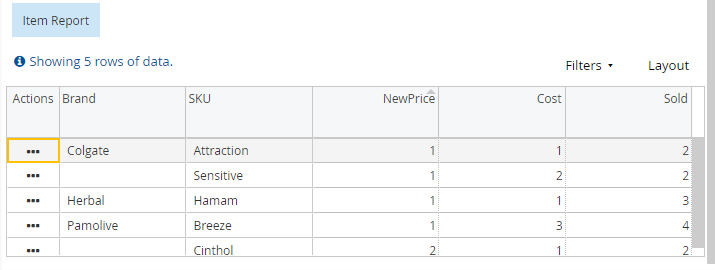 Item Report
Showing 5 rows of data.
Filters Layout
Actions Brand SKU NewPrice Cost Sold
••• Colgate Attraction 1 1 2
••• Sensitive 1 2 2
••• Herbal Hamam 1 1 3
••• Pamolive Breeze 1 3 4
••• Cinthol 2 1 2